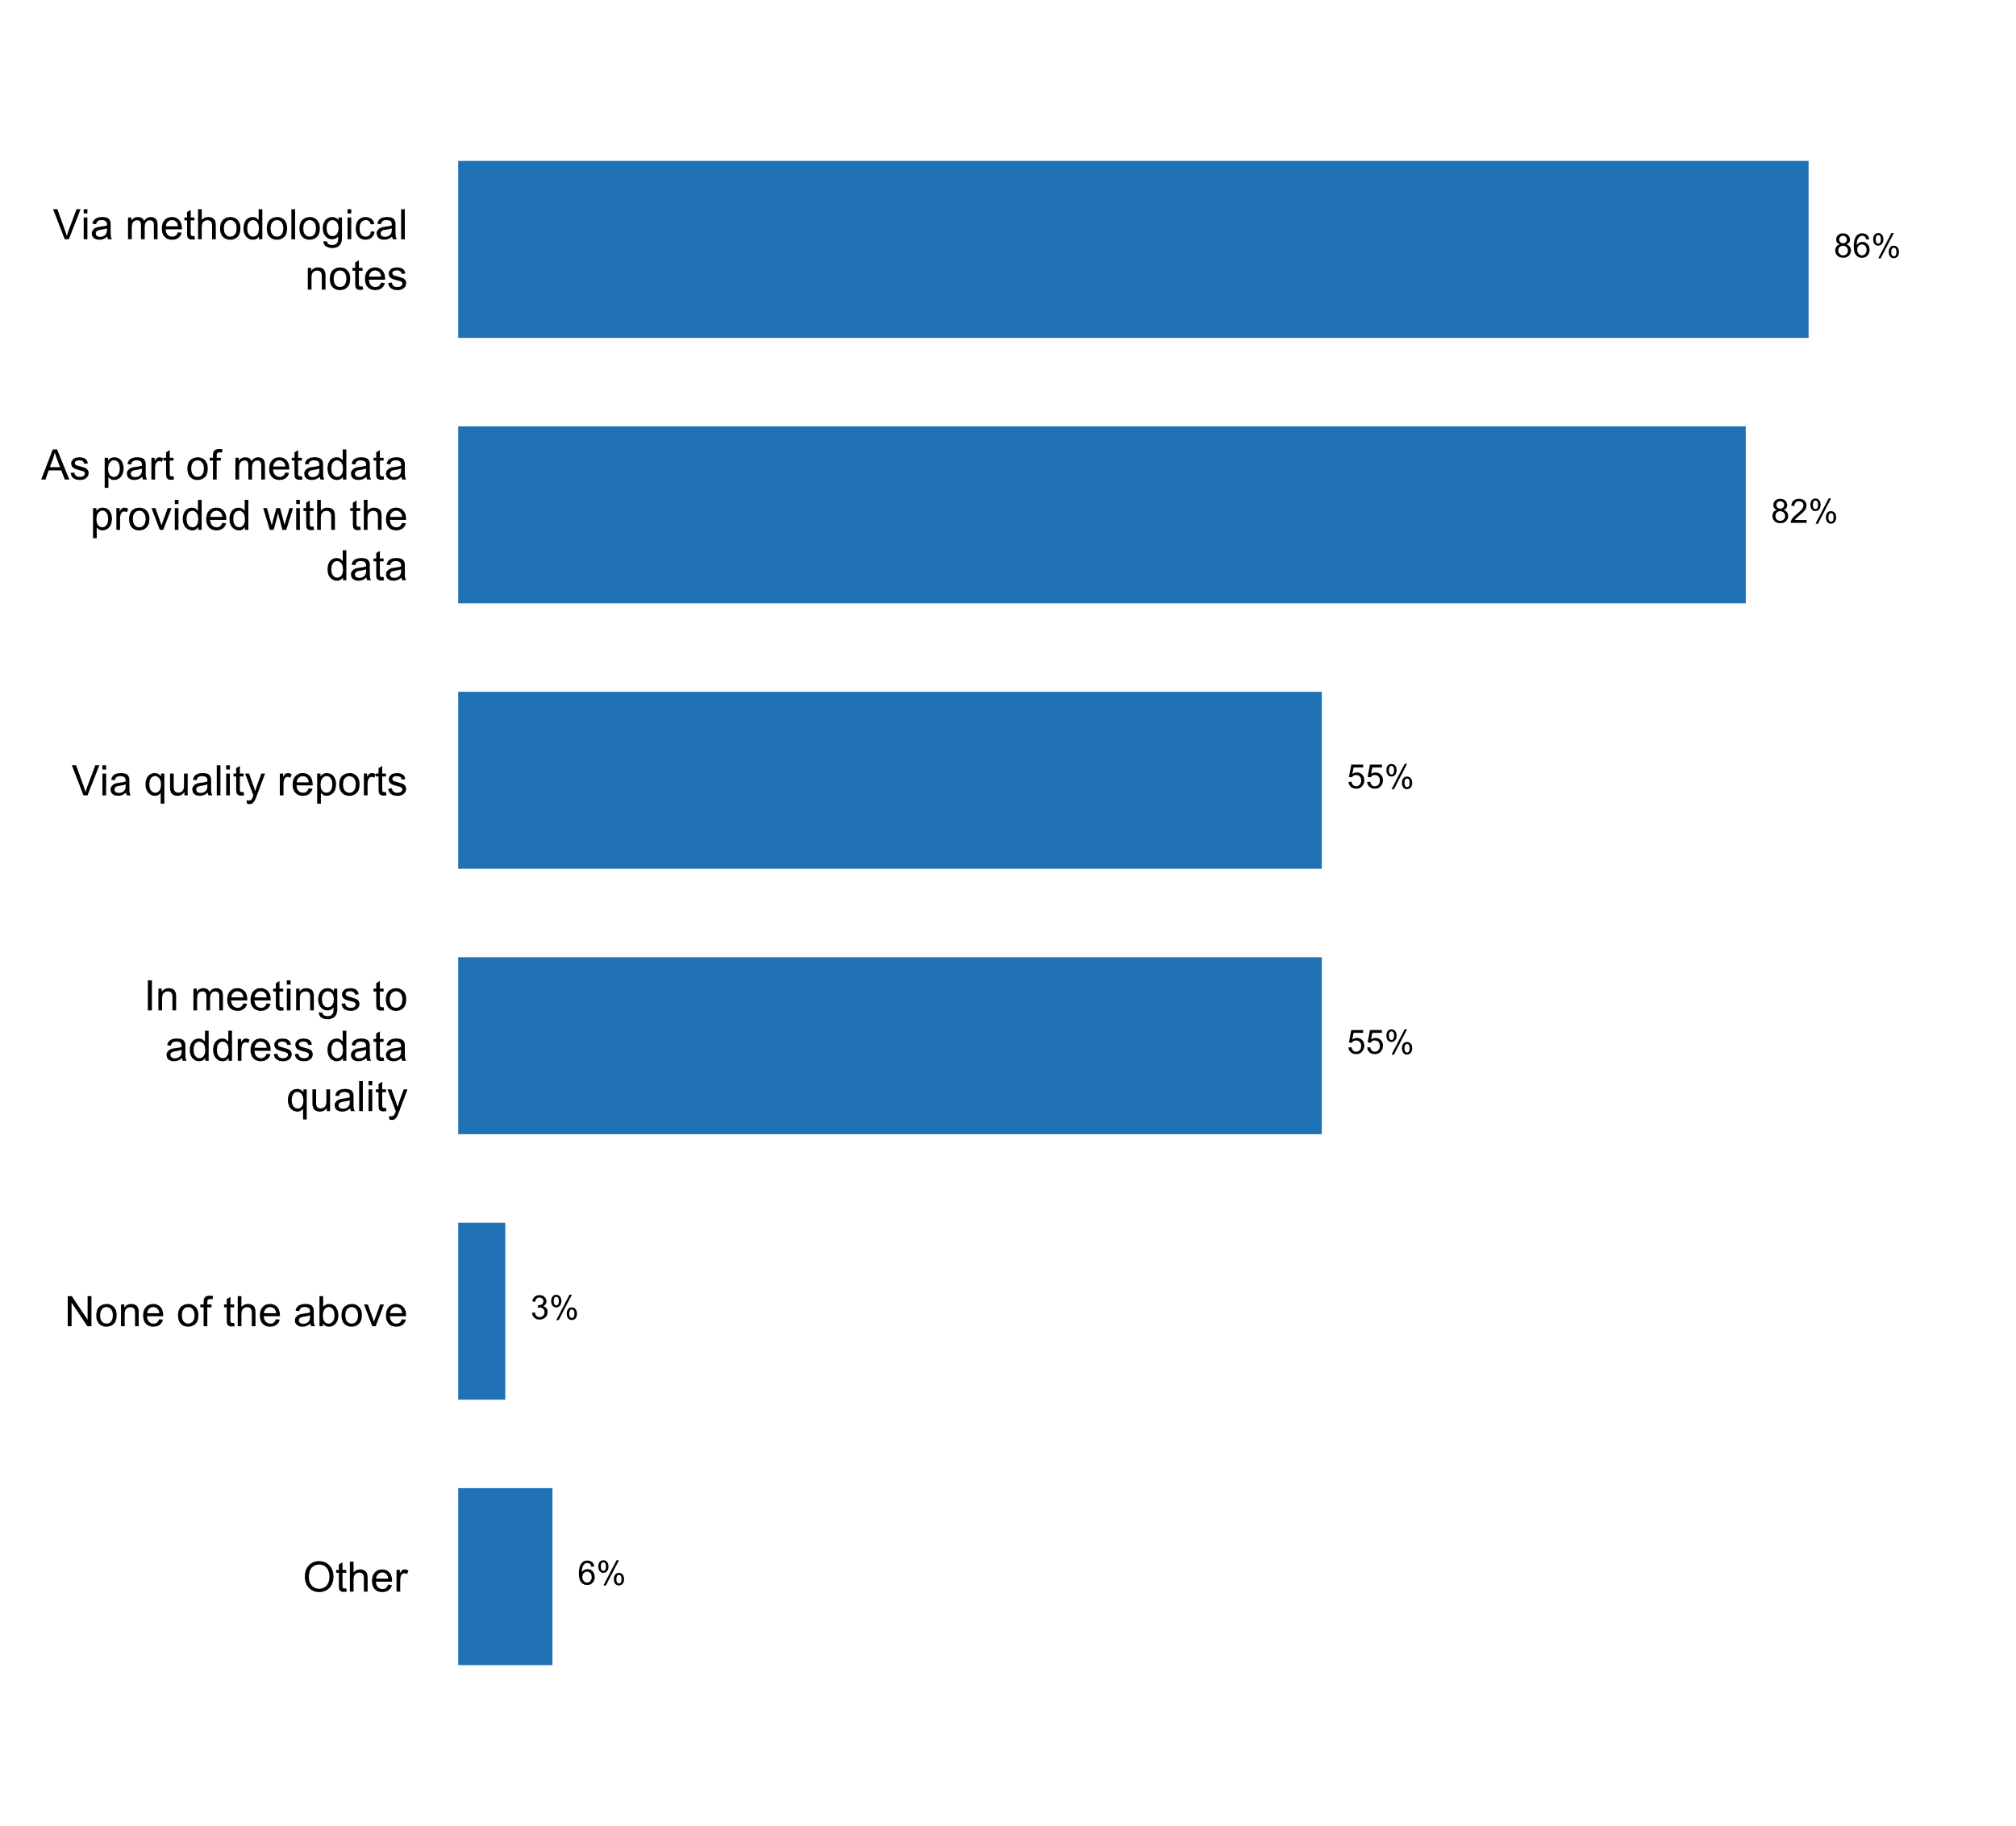 Via methodological
notes
86%
As part of metadata
provided with the
data
82%
Via quality reports
55%
In meetings to
address data
quality
55%
None of the above
3%
Other
6%